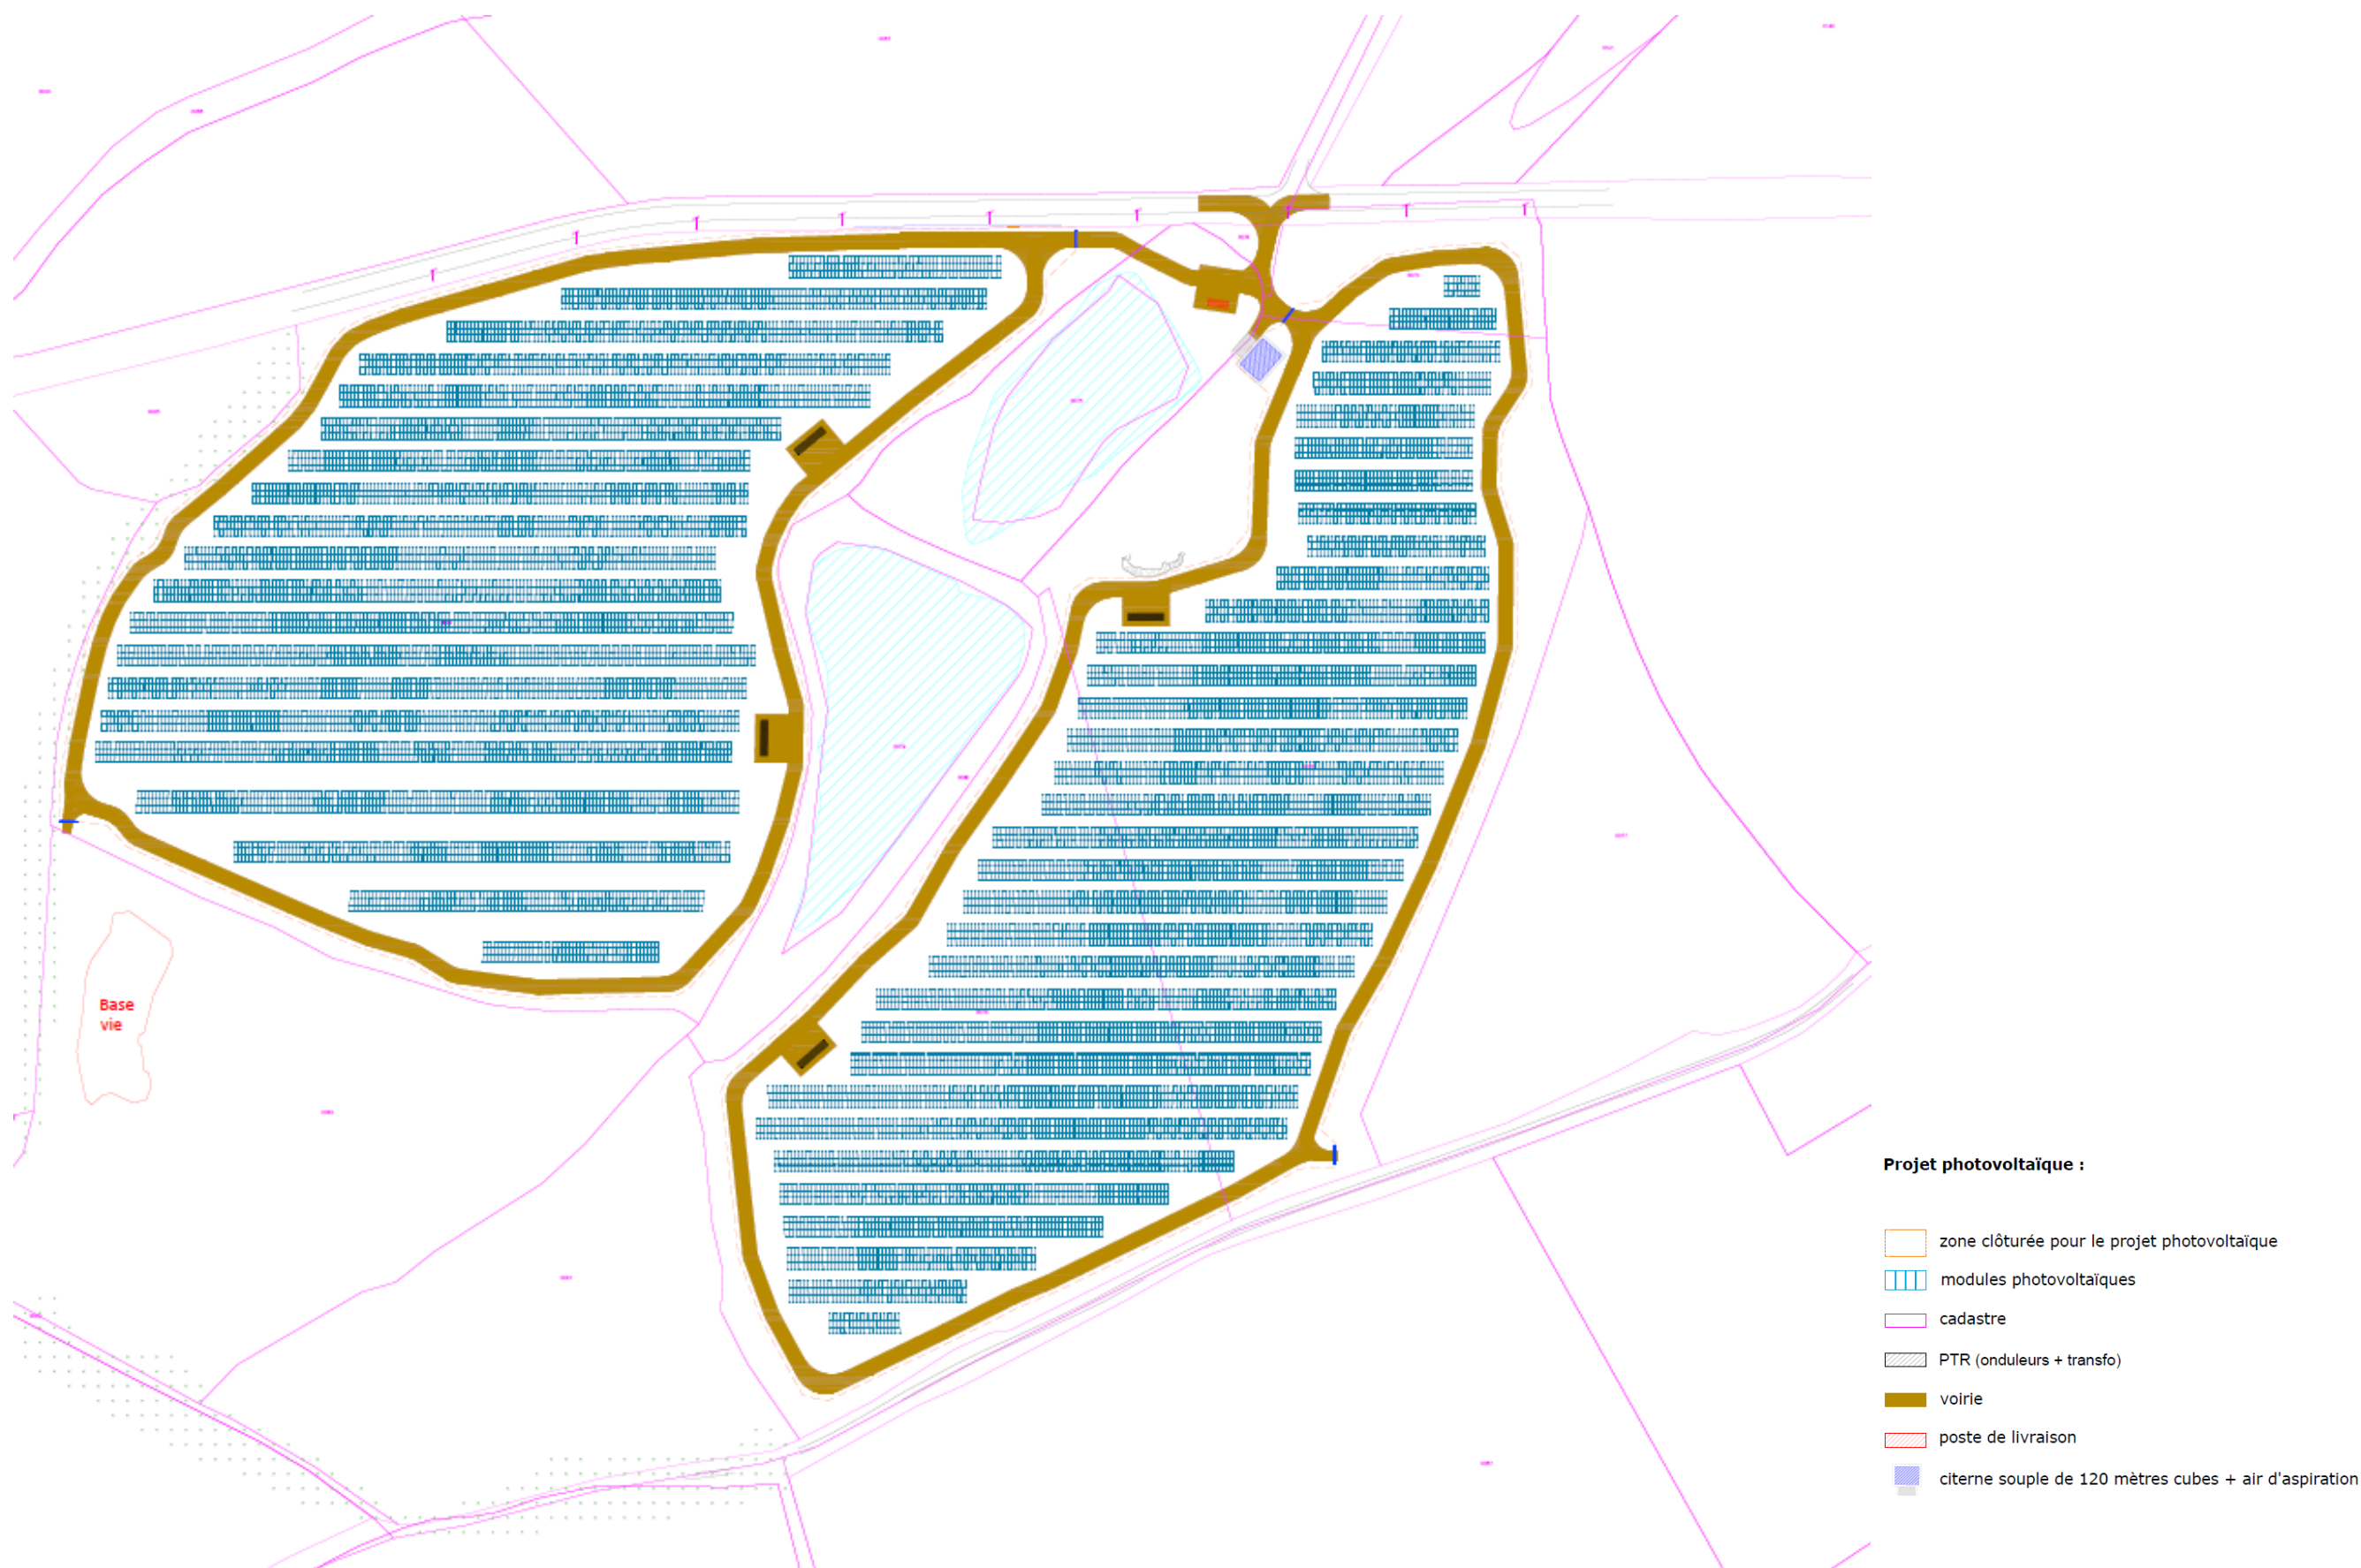 Base
vie
Projet photovoltaïque :
zone clôturée pour le projet photovoltaïque
modules photovoltaïques
cadastre
PTR (onduleurs + transfo)
voirie
poste de livraison
citerne souple de 120 mètres cubes + air d'aspiration